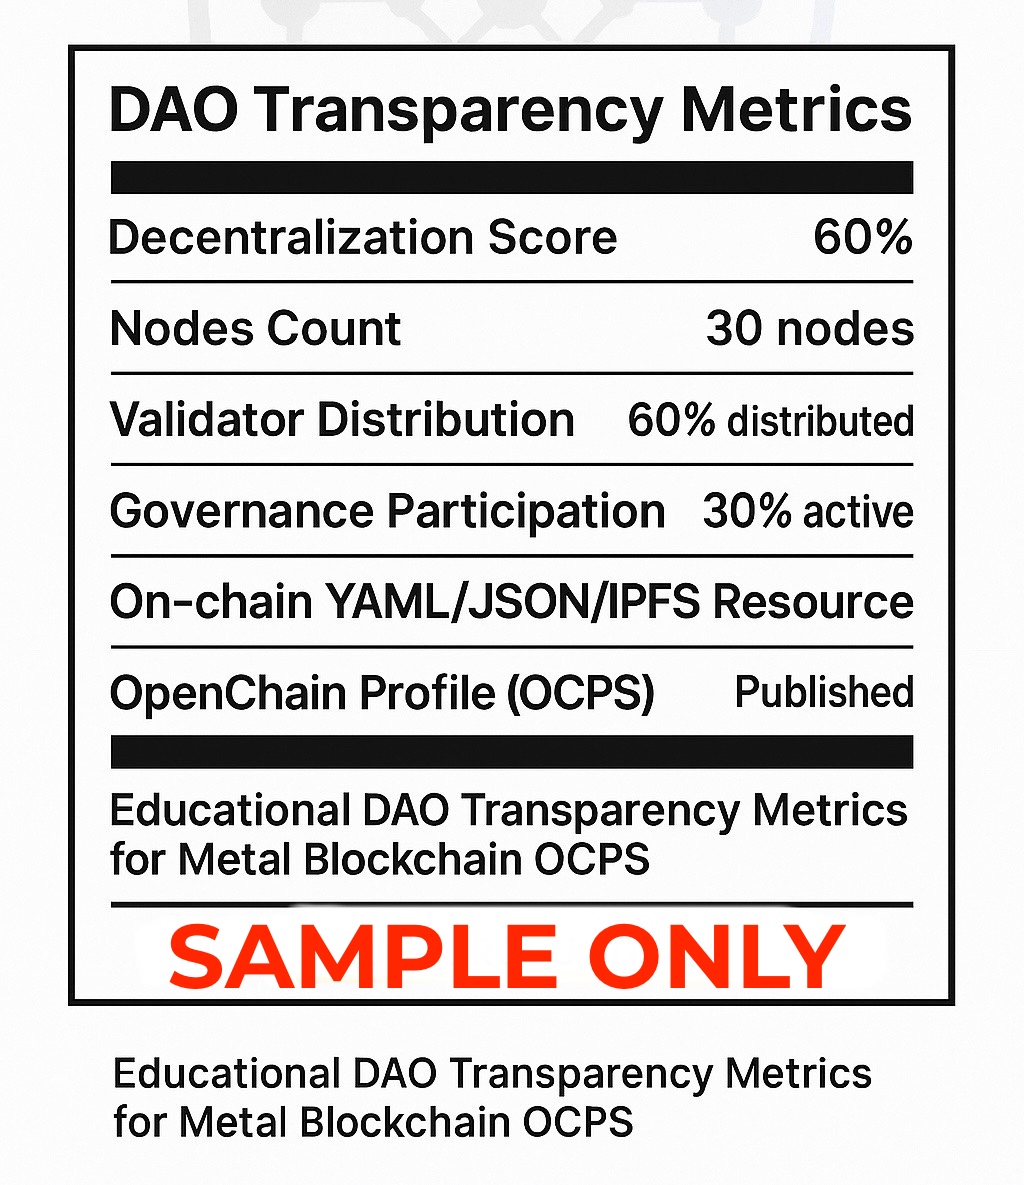 DAO Transparency Metrics
Decentralization Score 60%
Nodes Count 30 nodes
Validator Distribution 60% distributed
Governance Participation 30% active
On-chain YAML/JSON/IPFS Resource
OpenChain Profile (OCPS) Published
Educational DAO Transparency Metrics
for Metal Blockchain OCPS
SAMPLE ONLY
Educational DAO Transparency Metrics
for Metal Blockchain OCPS